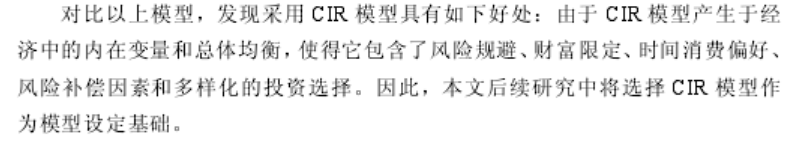 对比以上模型，发现采用 CIR 模型具有如下好处：由于 CIR 模型产生于经
济中的内在变量和总体均衡，使得它包含了风险规避、财富限定、时间消费偏好、
风险补偿因素和多样化的投资选择。因此，本文后续研究中将选择 CIR 模型作
为模型设定基础。